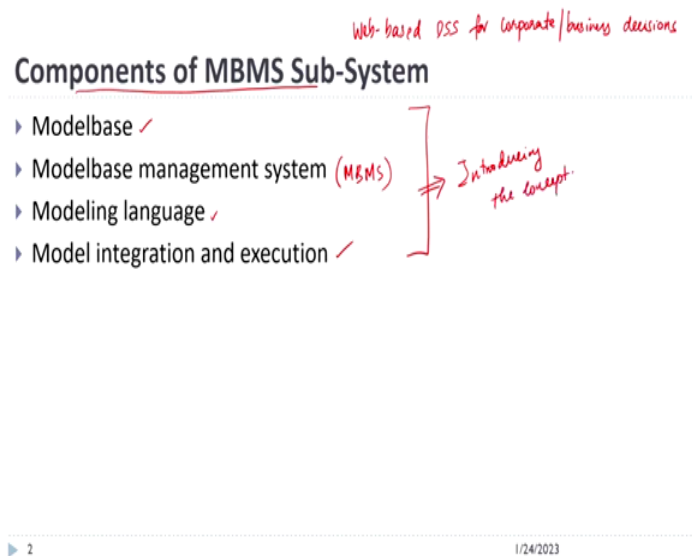 Web-based DSS for corporate/business decisions
Components of MBMS Sub-System
Modelbase
Modelbase management system (MBMS)
Modeling language
Model integration and execution
Introducing
the concept.
2
1/24/2023